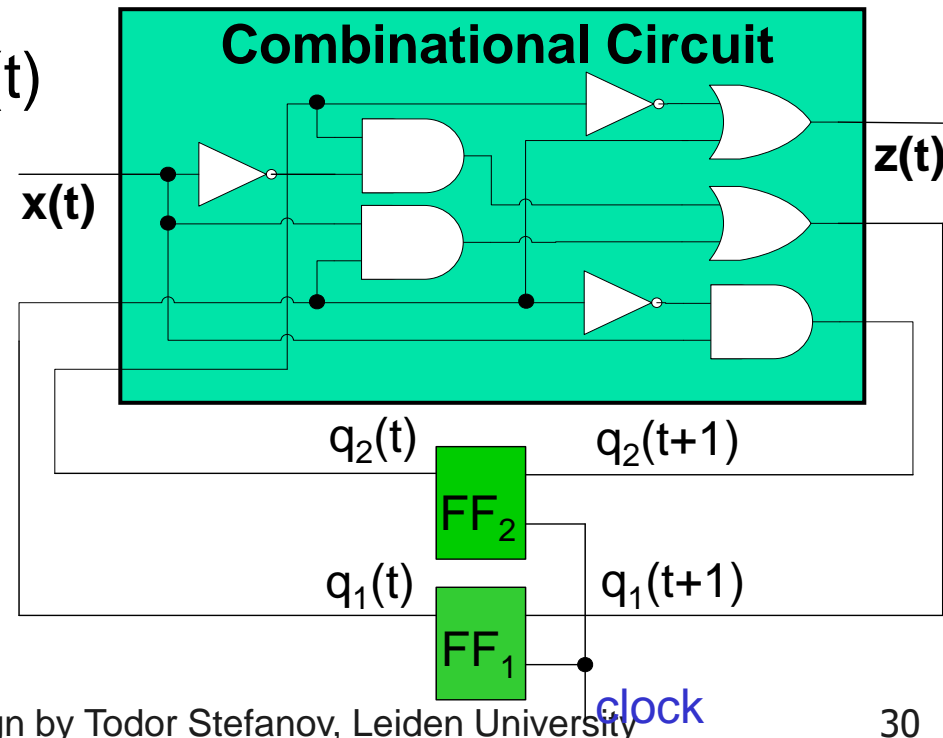 Combinational Circuit
(t)
x(t)
z(t)
q₂(t)
q₂(t+1)
FF₂
q₁(t)
q₁(t+1)
FF₁
clock
gn by Todor Stefanov, Leiden University
30